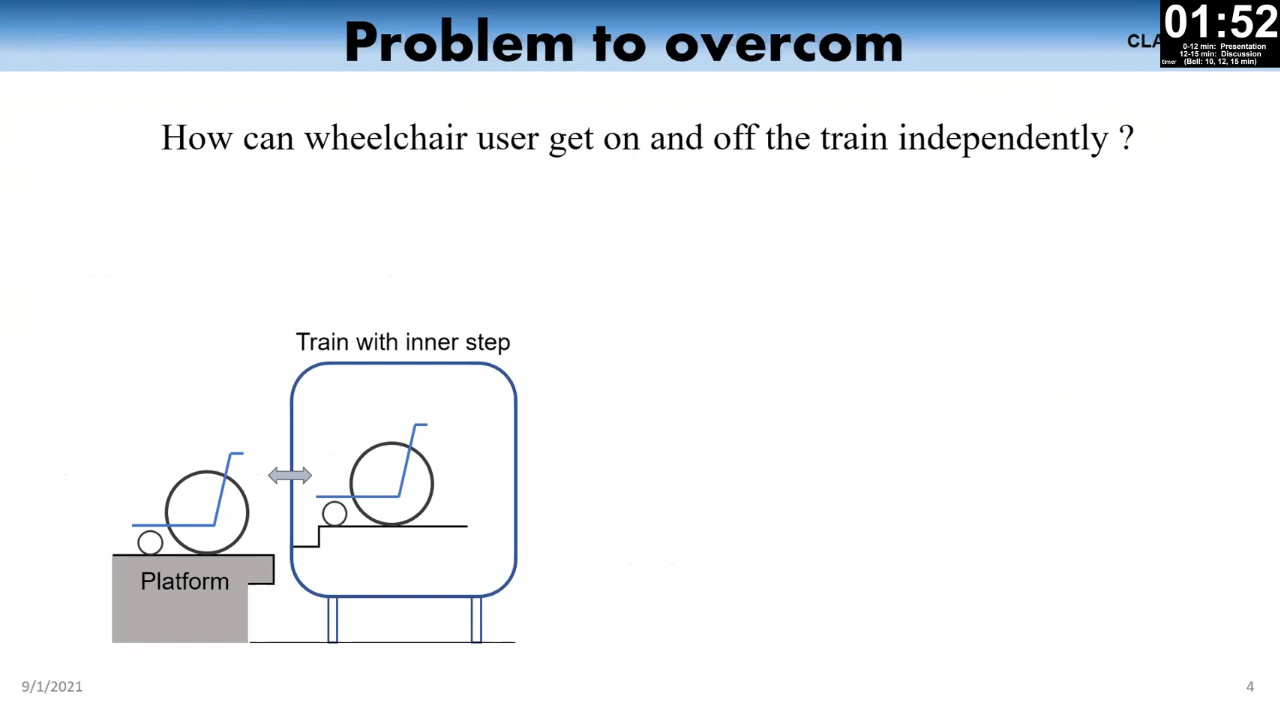 Problem to overcom
CLA
01:52
0-12 min: Presentation
12-15 min: Discussion
timer (Bell: 10, 12, 15 min)
How can wheelchair user get on and off the train independently ?
Train with inner step
Platform
9/1/2021
4